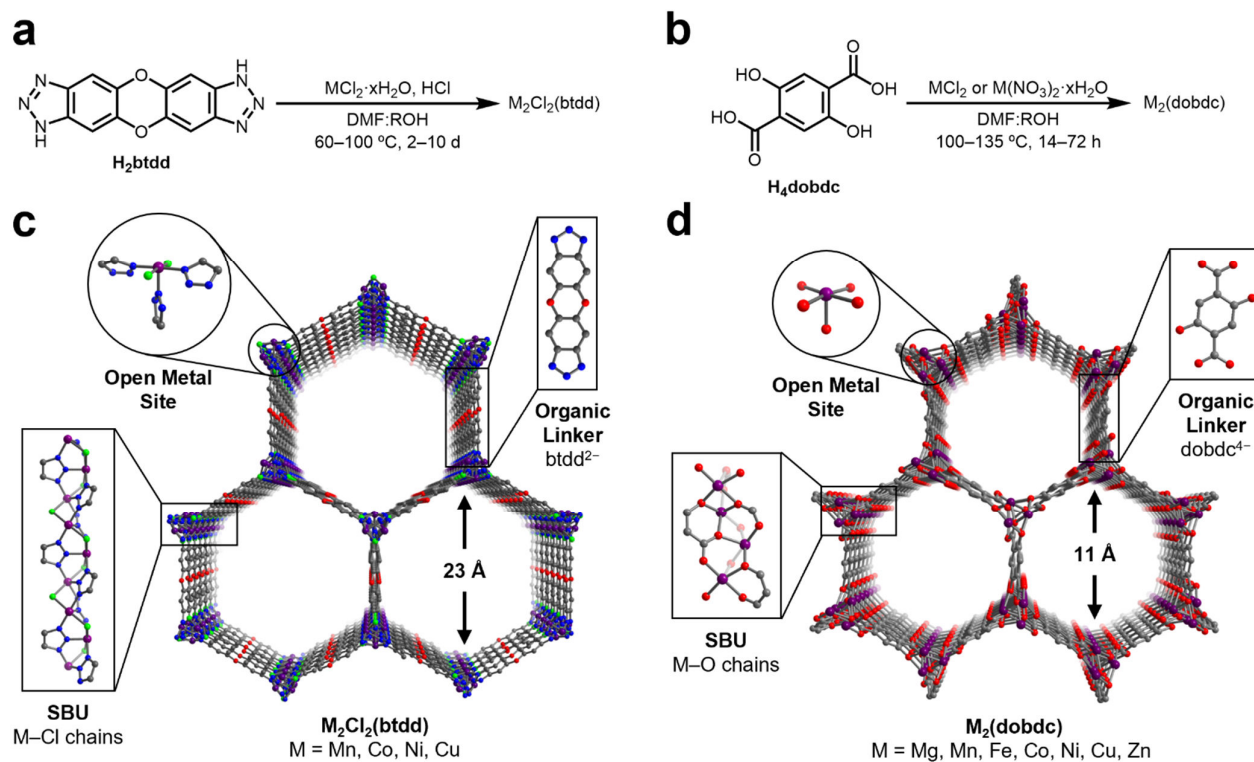 a
H
N
N
N
O
O
N
N
N
H
H₂btdd
MCl₂·xH₂O, HCl
DMF:ROH
60–100 ºC, 2–10 d
M₂Cl₂(btdd)
b
O
HO
OH
HO
OH
O
H₄dobdc
MCl₂ or M(NO₃)₂·xH₂O
DMF:ROH
100–135 ºC, 14–72 h
M₂(dobdc)
c
Open Metal
Site
Organic
Linker
btdd²⁻
23 Å
SBU
M–Cl chains
M₂Cl₂(btdd)
M = Mn, Co, Ni, Cu
d
Open Metal
Site
Organic
Linker
dobdc⁴⁻
11 Å
SBU
M–O chains
M₂(dobdc)
M = Mg, Mn, Fe, Co, Ni, Cu, Zn